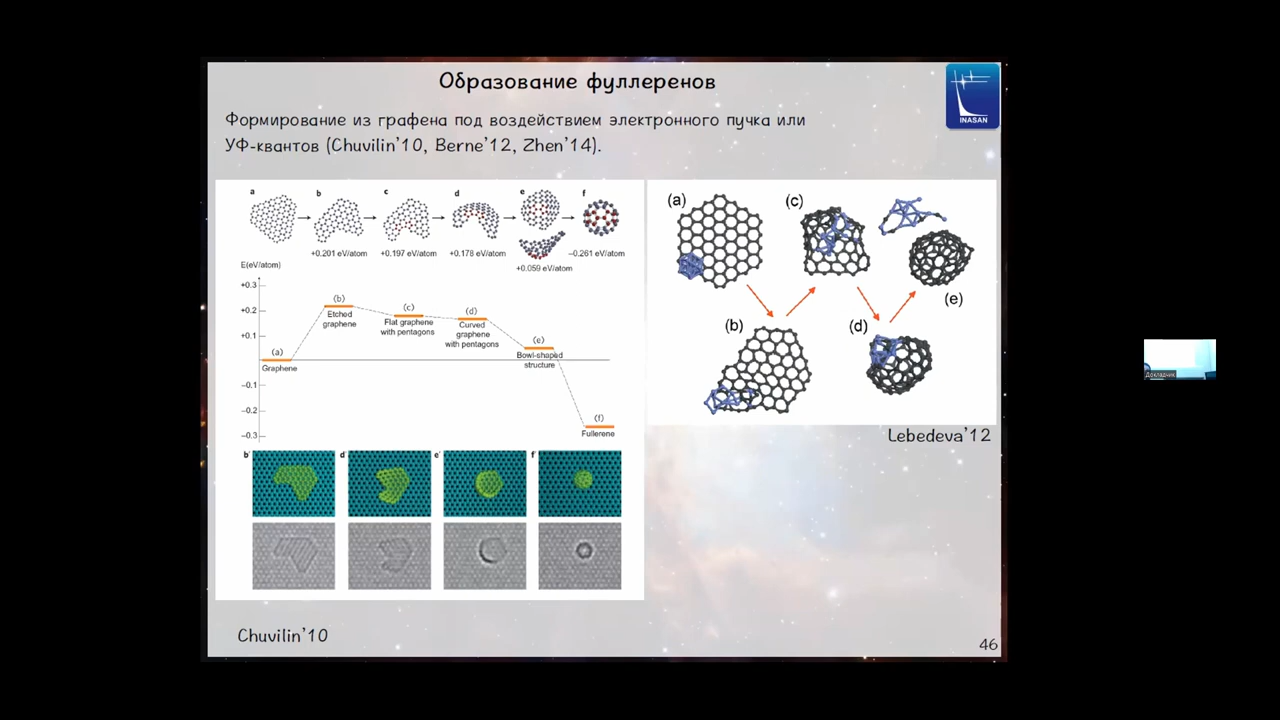 Образование фуллеренов
INASAN
Формирование из графена под воздействием электронного пучка или
УФ-квантов (Chuvilin'10, Berne'12, Zhen'14).
a b c d e f
+0.201 eV/atom +0.197 eV/atom +0.178 eV/atom −0.261 eV/atom
+0.059 eV/atom
E(eV/atom)
+0.3
+0.2
+0.1
−0.1
−0.2
−0.3
(a)
Graphene
(b)
Etched
graphene
(c)
Flat graphene
with pentagons
(d)
Curved
graphene
with pentagons
(e)
Bowl-shaped
structure
(f)
Fullerene
b' d' e' f'
Chuvilin'10
(a)
(c)
(e)
(b)
(d)
Lebedeva'12
46
Докладчик